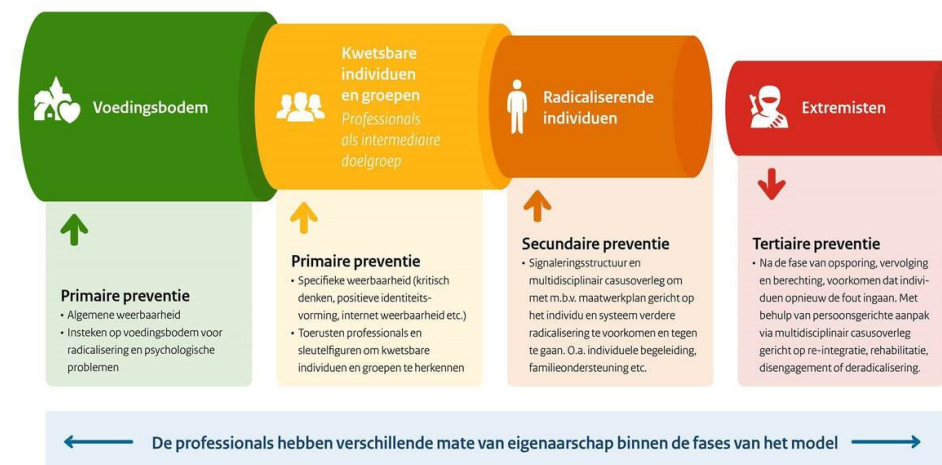 Voedingsbodem
Primaire preventie
• Algemene weerbaarheid
• Insteken op voedingsbodem voor
radicalisering en psychologische
problemen
Kwetsbare
individuen
en groepen
Professionals
als intermediaire
doelgroep
Primaire preventie
• Specifieke weerbaarheid (kritisch
denken, positieve identiteits-
vorming, internet weerbaarheid etc.)
• Toerusten professionals en
sleutelfiguren om kwetsbare
individuen en groepen te herkennen
Radicaliserende
individuen
Secundaire preventie
• Signaleringsstructuur en
multidisciplinair casusoverleg om
met m.b.v. maatwerkplan gericht op
het individu en systeem verdere
radicalisering te voorkomen en tegen
te gaan. O.a. individuele begeleiding,
familieondersteuning etc.
Extremisten
Tertiaire preventie
• Na de fase van opsporing, vervolging
en berechting, voorkomen dat indivi-
duen opnieuw de fout ingaan. Met
behulp van persoonsgerichte aanpak
via multidisciplinair casusoverleg
gericht op re-integratie, rehabilitatie,
disengagement of deradicalisering.
De professionals hebben verschillende mate van eigenaarschap binnen de fases van het model